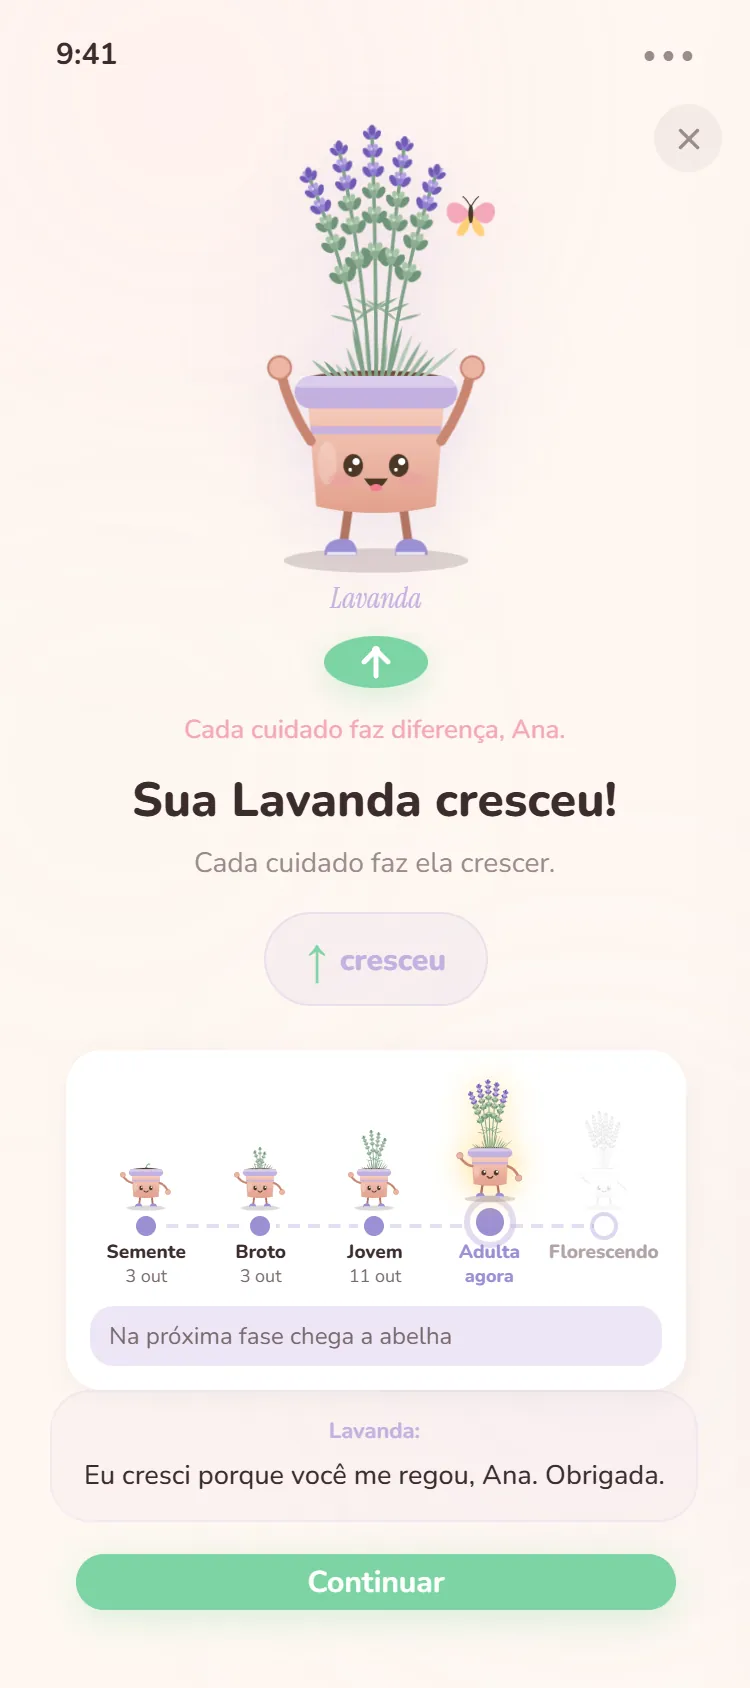 9:41
Lavanda
Cada cuidado faz diferença, Ana.
Sua Lavanda cresceu!
Cada cuidado faz ela crescer.
↑ cresceu
Semente
3 out
Broto
3 out
Jovem
11 out
Adulta
agora
Florescendo
Na próxima fase chega a abelha
Lavanda:
Eu cresci porque você me regou, Ana. Obrigada.
Continuar